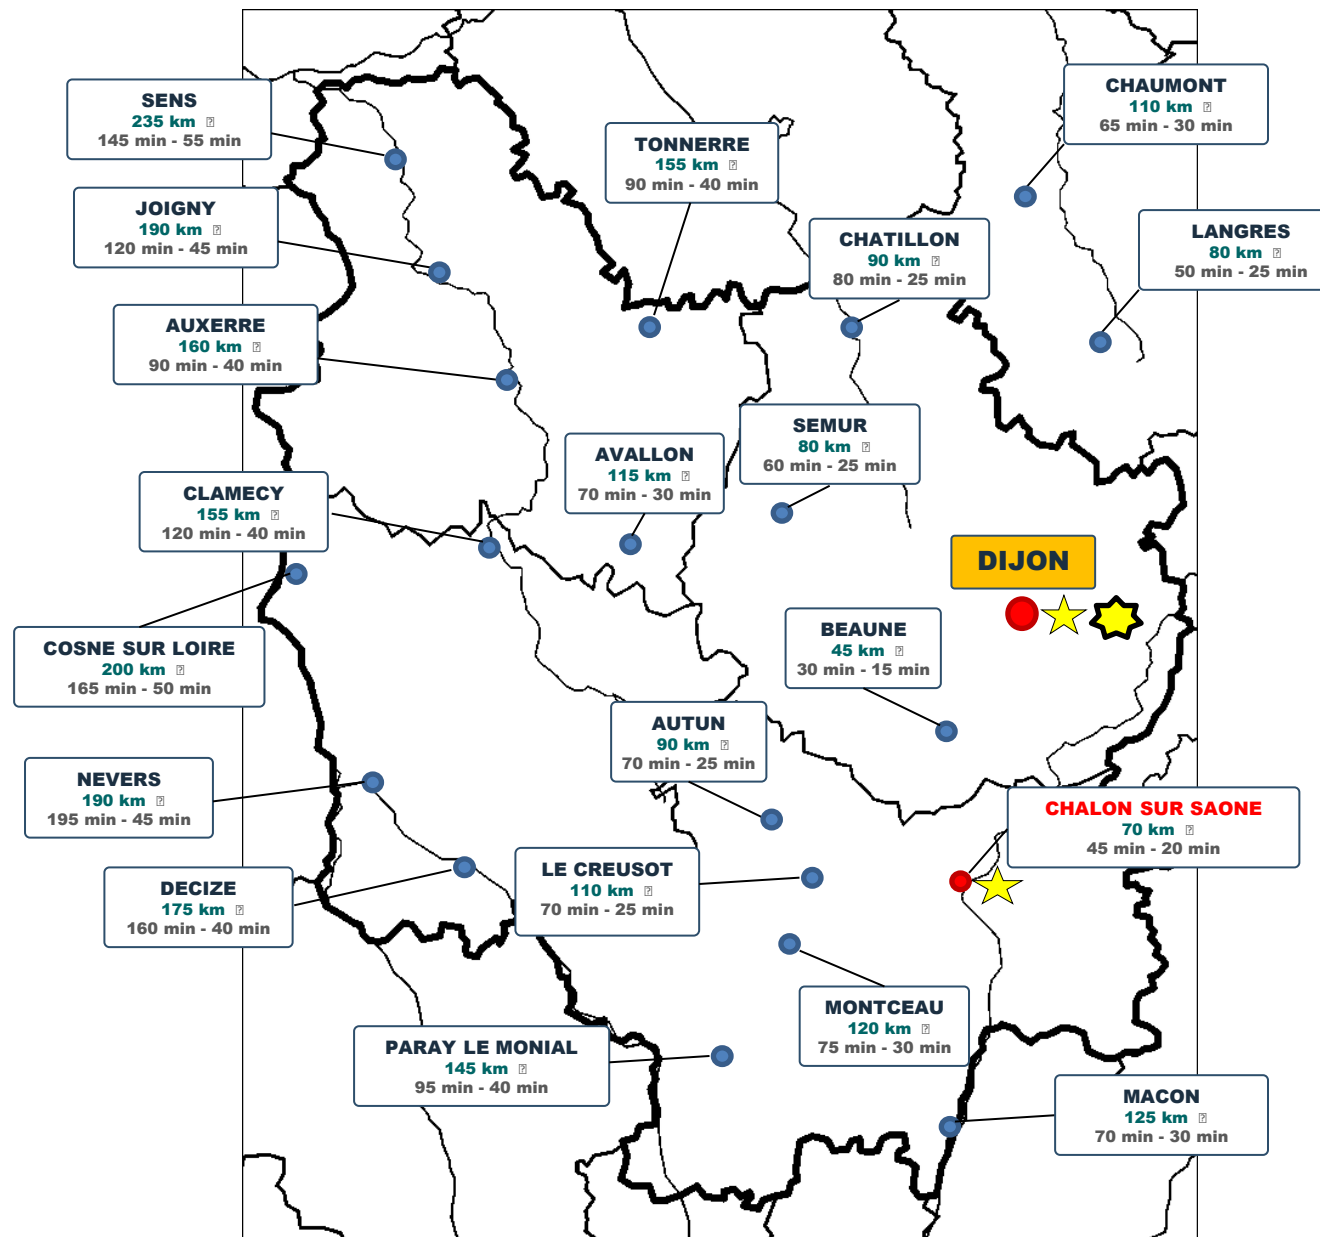 SENS
235 km
145 min - 55 min
CHAUMONT
110 km
65 min - 30 min
TONNERRE
155 km
90 min - 40 min
JOIGNY
190 km
120 min - 45 min
LANGRES
80 km
50 min - 25 min
CHATILLON
90 km
80 min - 25 min
AUXERRE
160 km
90 min - 40 min
SEMUR
80 km
60 min - 25 min
AVALLON
115 km
70 min - 30 min
CLAMECY
155 km
120 min - 40 min
DIJON
COSNE SUR LOIRE
200 km
165 min - 50 min
BEAUNE
45 km
30 min - 15 min
AUTUN
90 km
70 min - 25 min
NEVERS
190 km
195 min - 45 min
CHALON SUR SAONE
70 km
45 min - 20 min
LE CREUSOT
110 km
70 min - 25 min
DECIZE
175 km
160 min - 40 min
MONTCEAU
120 km
75 min - 30 min
PARAY LE MONIAL
145 km
95 min - 40 min
MACON
125 km
70 min - 30 min